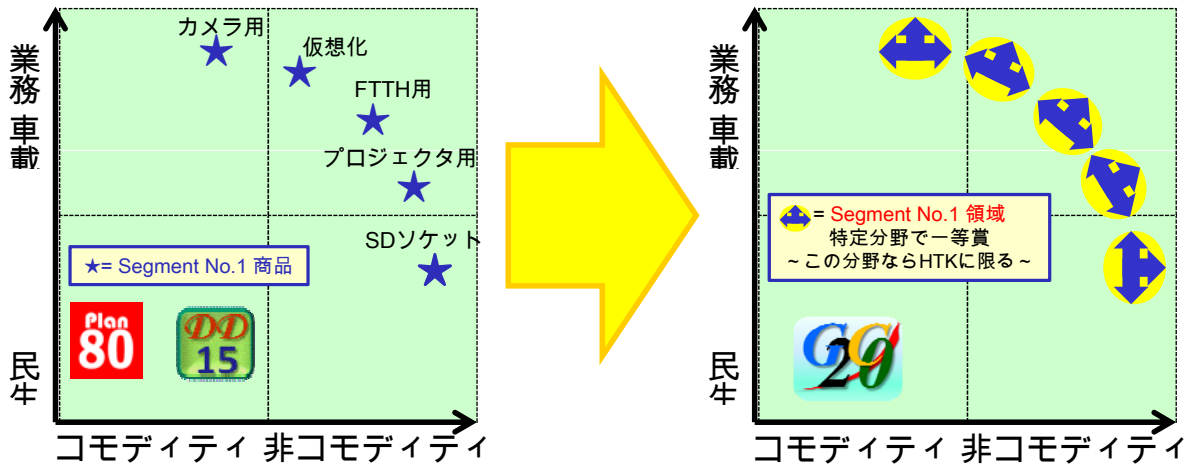 カメラ用
仮想化
FTTH用
プロジェクタ用
SDソケット
★= Segment No.1 商品
Plan
80
DD
15
業務 車載
民生
コモディティ 非コモディティ
= Segment No.1 領域
特定分野で一等賞
~この分野ならHTKに限る~
GC
20
業務 車載
民生
コモディティ 非コモディティ